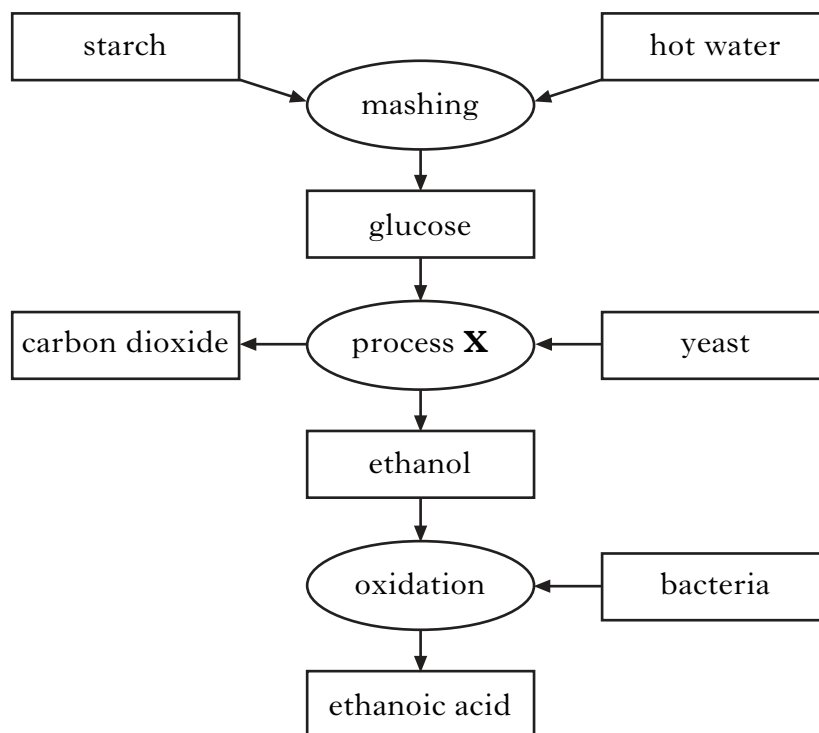 starch
hot water
mashing
glucose
carbon dioxide
process X
yeast
ethanol
oxidation
bacteria
ethanoic acid